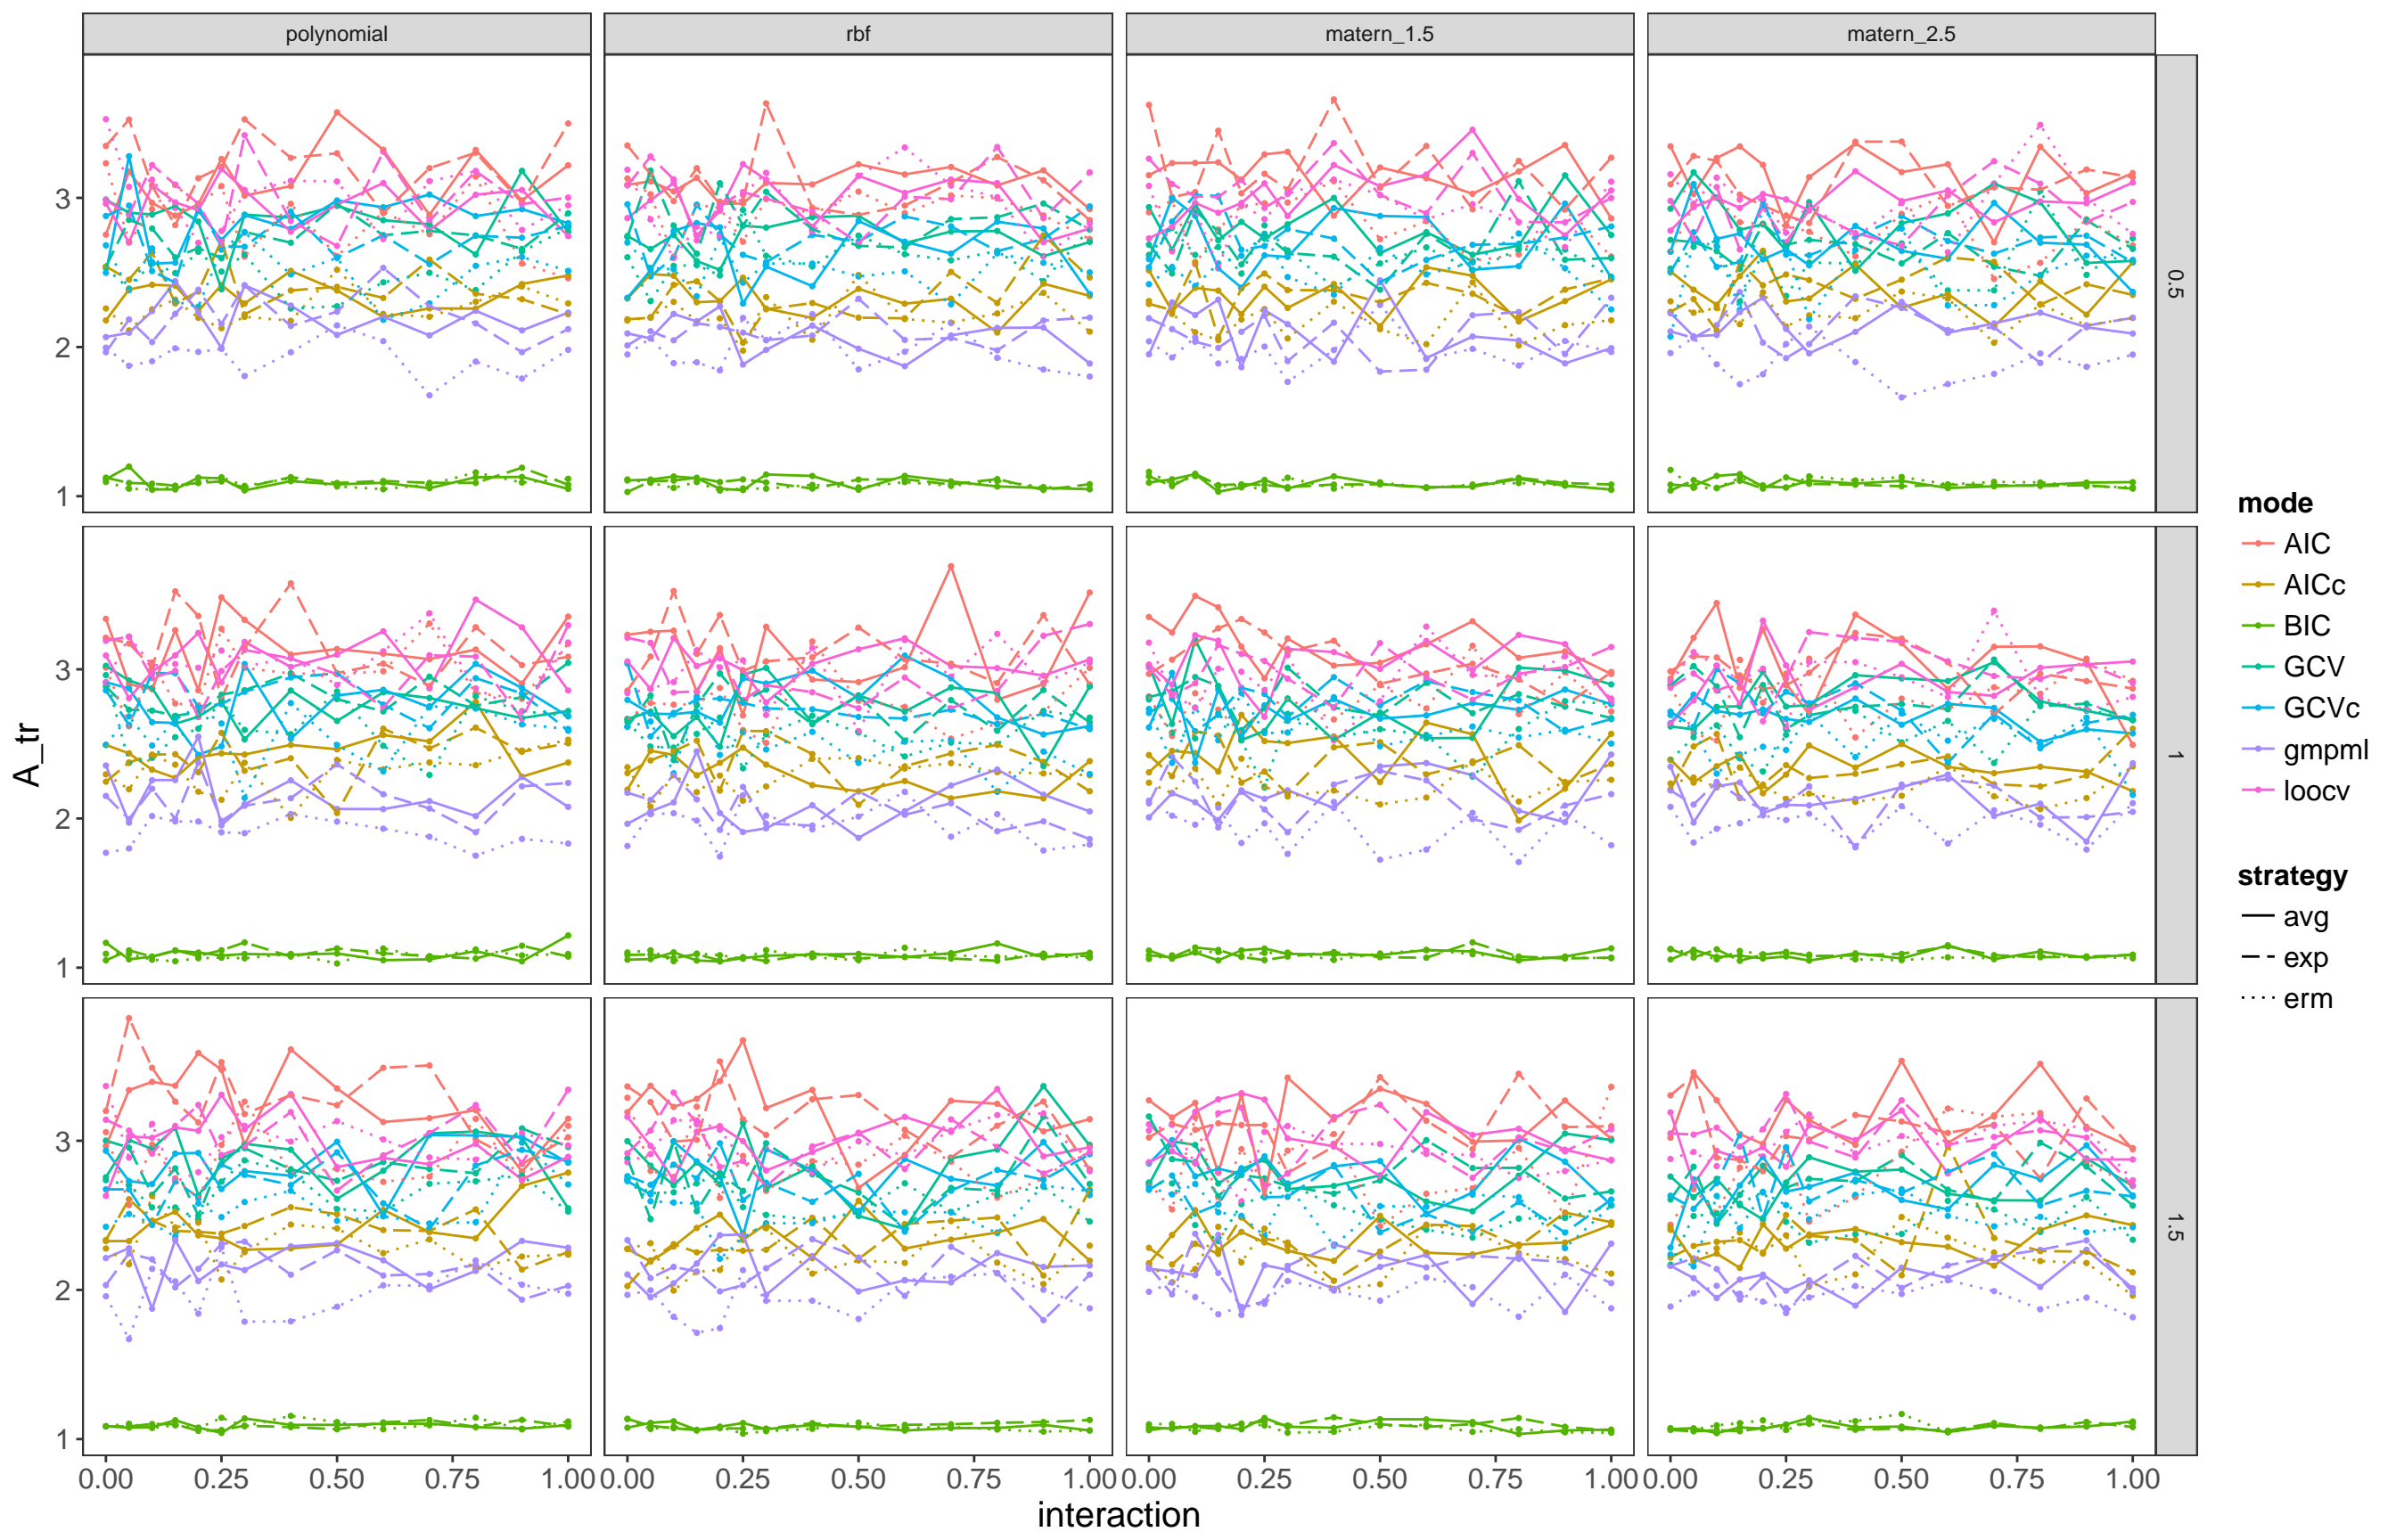 polynomial rbf matern_1.5 matern_2.5
3
2
1
0.5
3
2
1
1
3
2
1
1.5
A_tr
0.00 0.25 0.50 0.75 1.00 0.00 0.25 0.50 0.75 1.00 0.00 0.25 0.50 0.75 1.00 0.00 0.25 0.50 0.75 1.00
interaction
mode
AIC
AICc
BIC
GCV
GCVc
gmpml
loocv
strategy
avg
exp
erm